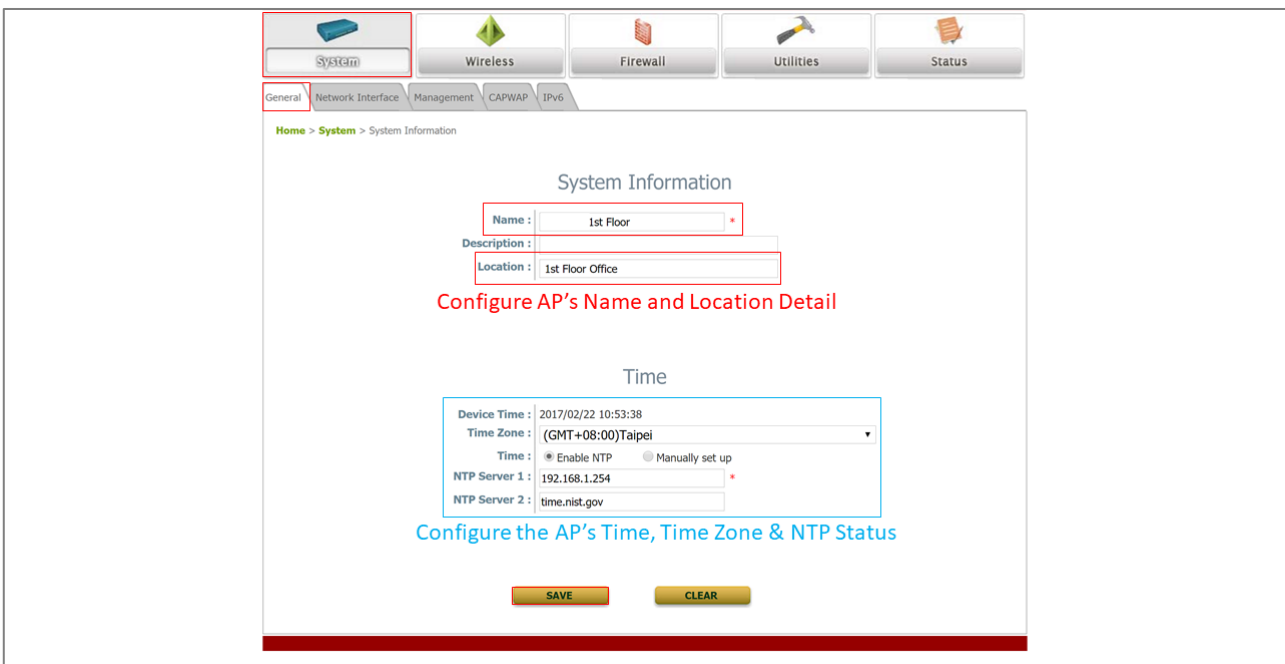 System Wireless Firewall Utilities Status
General Network Interface Management CAPWAP IPv6
Home > System > System Information
System Information
Name : 1st Floor *
Description :
Location : 1st Floor Office
Configure AP's Name and Location Detail
Time
Device Time : 2017/02/22 10:53:38
Time Zone : (GMT+08:00)Taipei
Time : Enable NTP Manually set up
NTP Server 1 : 192.168.1.254 *
NTP Server 2 : time.nist.gov
Configure the AP's Time, Time Zone & NTP Status
SAVE CLEAR